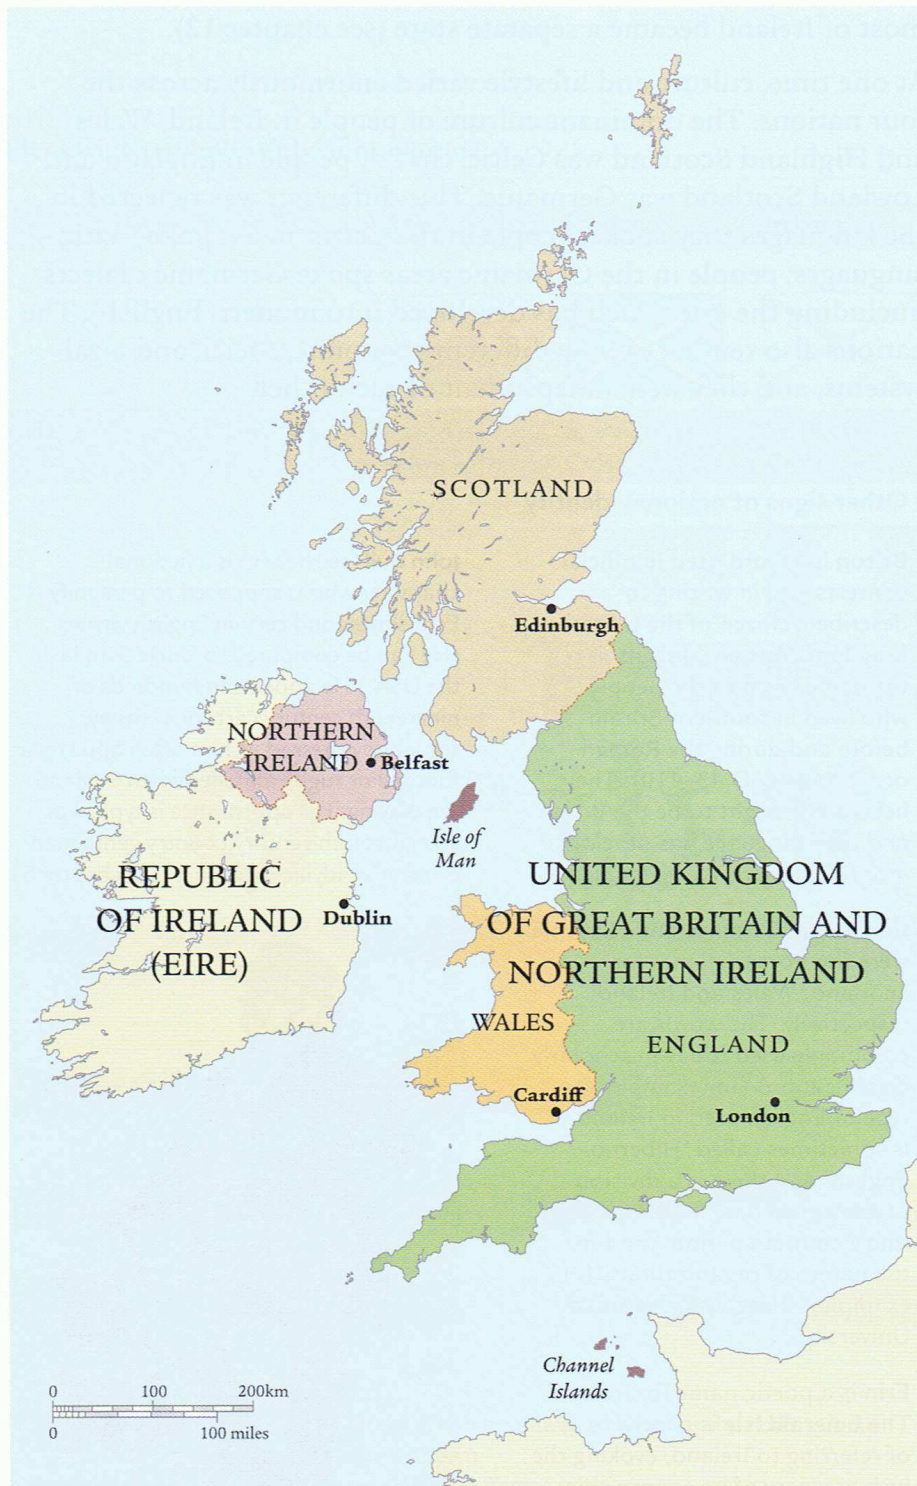 SCOTLAND
Edinburgh
NORTHERN
IRELAND
Belfast
Isle of
Man
REPUBLIC
OF IRELAND
(EIRE)
Dublin
UNITED KINGDOM
OF GREAT BRITAIN AND
NORTHERN IRELAND
WALES
ENGLAND
Cardiff
London
Channel
Islands
0 100 200km
0 100 miles